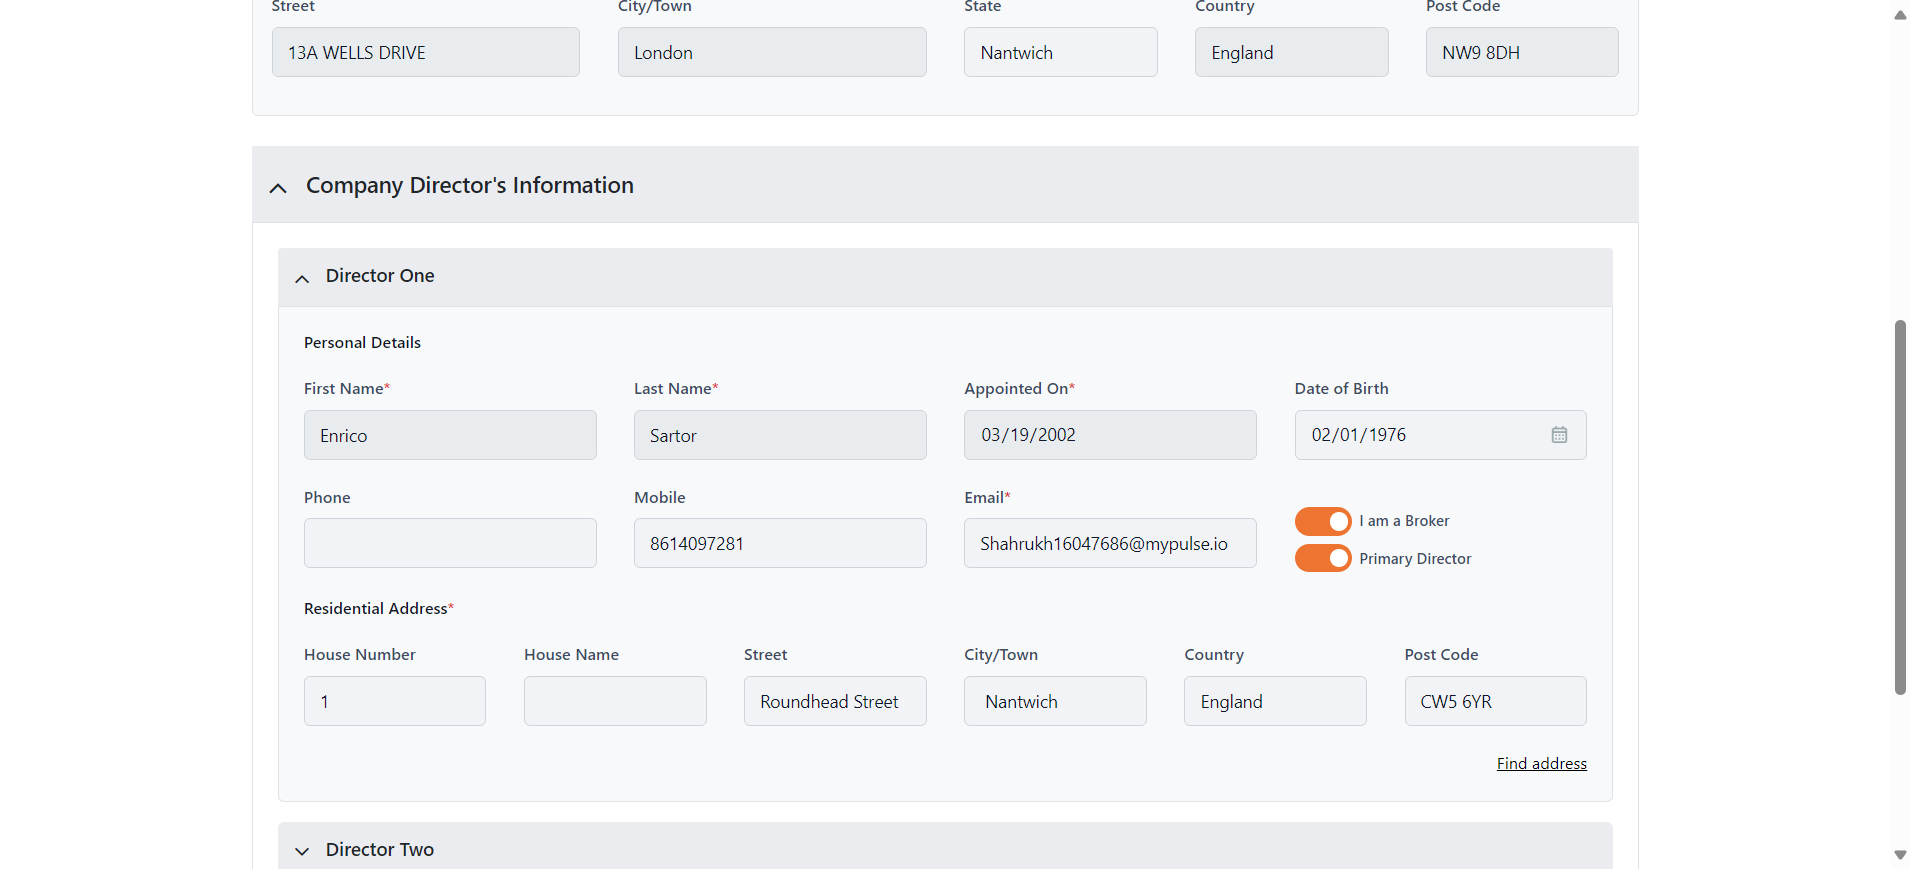 Street City/Town State Country Post Code
13A WELLS DRIVE London Nantwich England NW9 8DH
Company Director's Information
Director One
Personal Details
First Name* Last Name* Appointed On* Date of Birth
Enrico Sartor 03/19/2002 02/01/1976
Phone Mobile Email*
I am a Broker
8614097281 Shahrukh16047686@mypulse.io
Primary Director
Residential Address*
House Number House Name Street City/Town Country Post Code
1 Roundhead Street Nantwich England CW5 6YR
Find address
Director Two